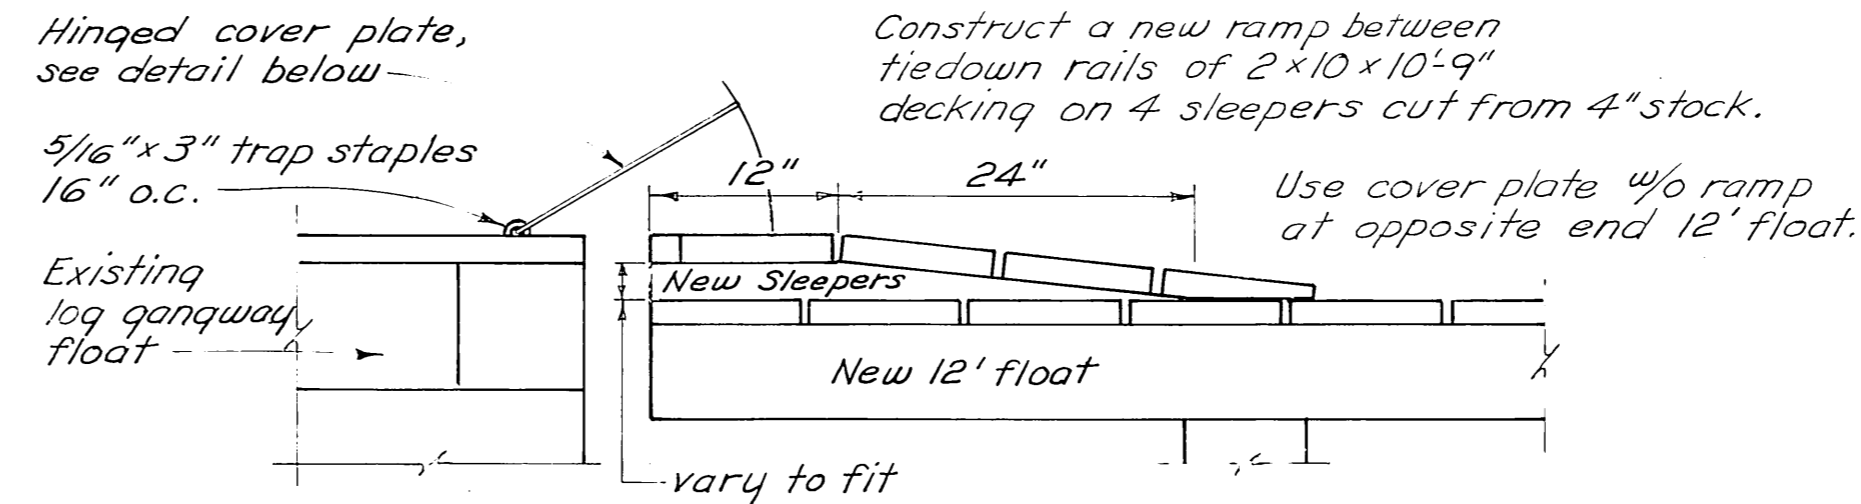 Hinged cover plate,
see detail below
5/16"x 3" trap staples
16" o.c.
Existing
log gangway
float
Construct a new ramp between
tiedown rails of 2x10x10'-9"
decking on 4 sleepers cut from 4" stock.
12"
24"
Use cover plate w/o ramp
at opposite end 12' float.
New Sleepers
New 12' float
vary to fit